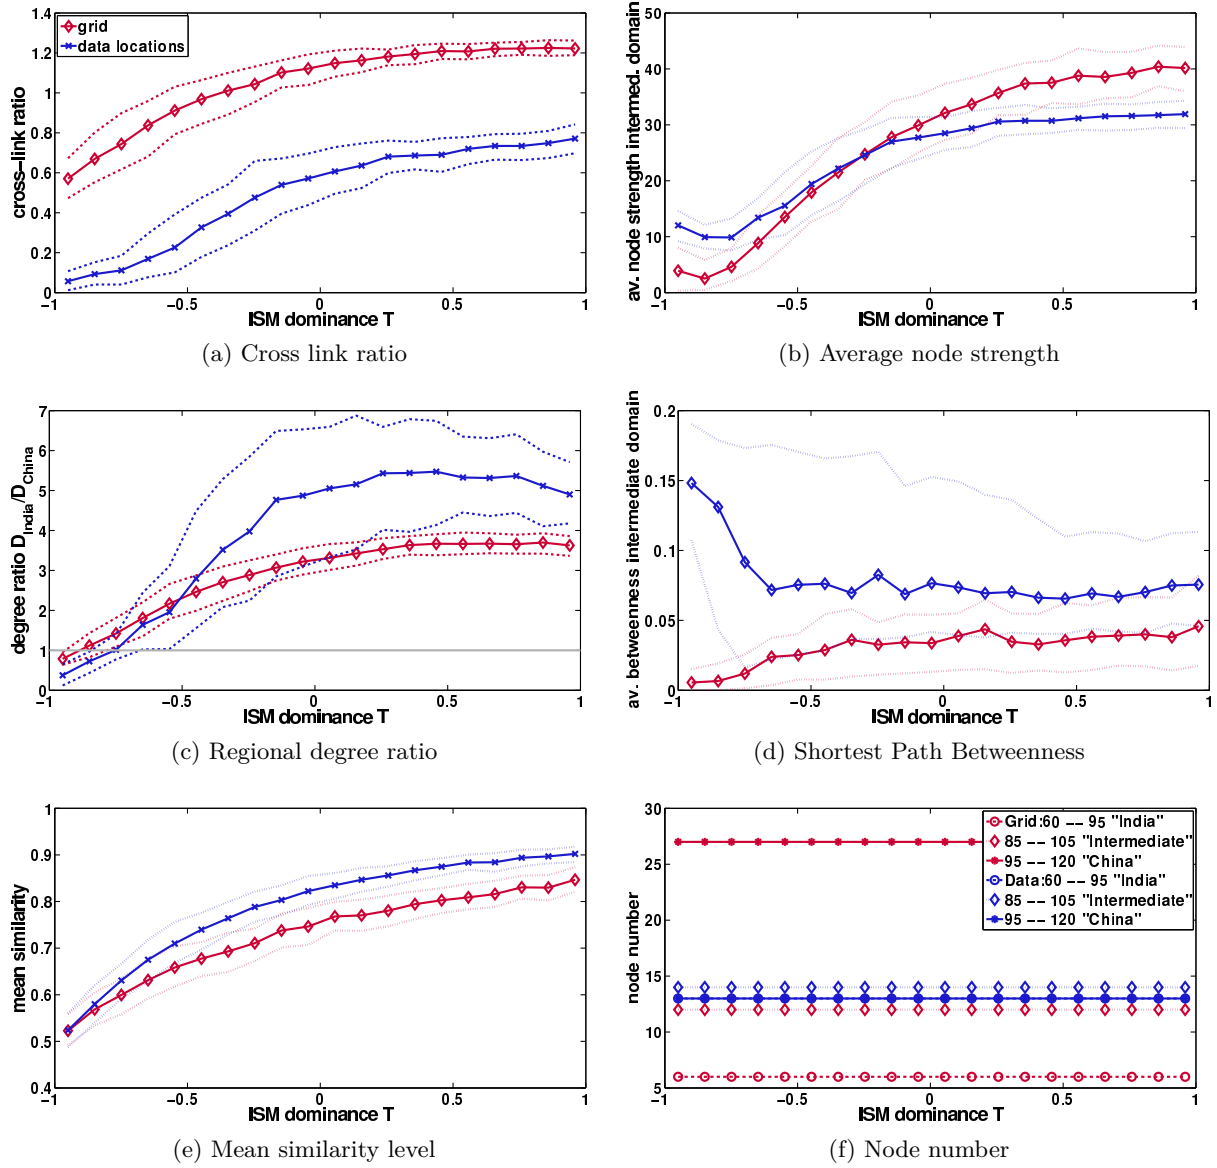 grid
data locations
cross−link ratio
1.4
1.2
1
0.8
0.6
0.4
0.2
0
−1
−0.5
0
0.5
1
ISM dominance T
(a) Cross link ratio
av. node strength intermed. domain
50
40
30
20
10
0
−1
−0.5
0
0.5
1
ISM dominance T
(b) Average node strength
degree ratio D_India/D_China
7
6
5
4
3
2
1
0
−1
−0.5
0
0.5
1
ISM dominance T
(c) Regional degree ratio
av. betweenness intermediate domain
0.2
0.15
0.1
0.05
0
−1
−0.5
0
0.5
1
ISM dominance T
(d) Shortest Path Betweenness
mean similarity
1
0.9
0.8
0.7
0.6
0.5
0.4
−1
−0.5
0
0.5
1
ISM dominance T
(e) Mean similarity level
node number
30
25
20
15
10
5
−1
−0.5
0
0.5
1
Grid:60 −− 95 "India"
85 −− 105 "Intermediate"
95 −− 120 "China"
Data:60 −− 95 "India"
85 −− 105 "Intermediate"
95 −− 120 "China"
ISM dominance T
(f) Node number